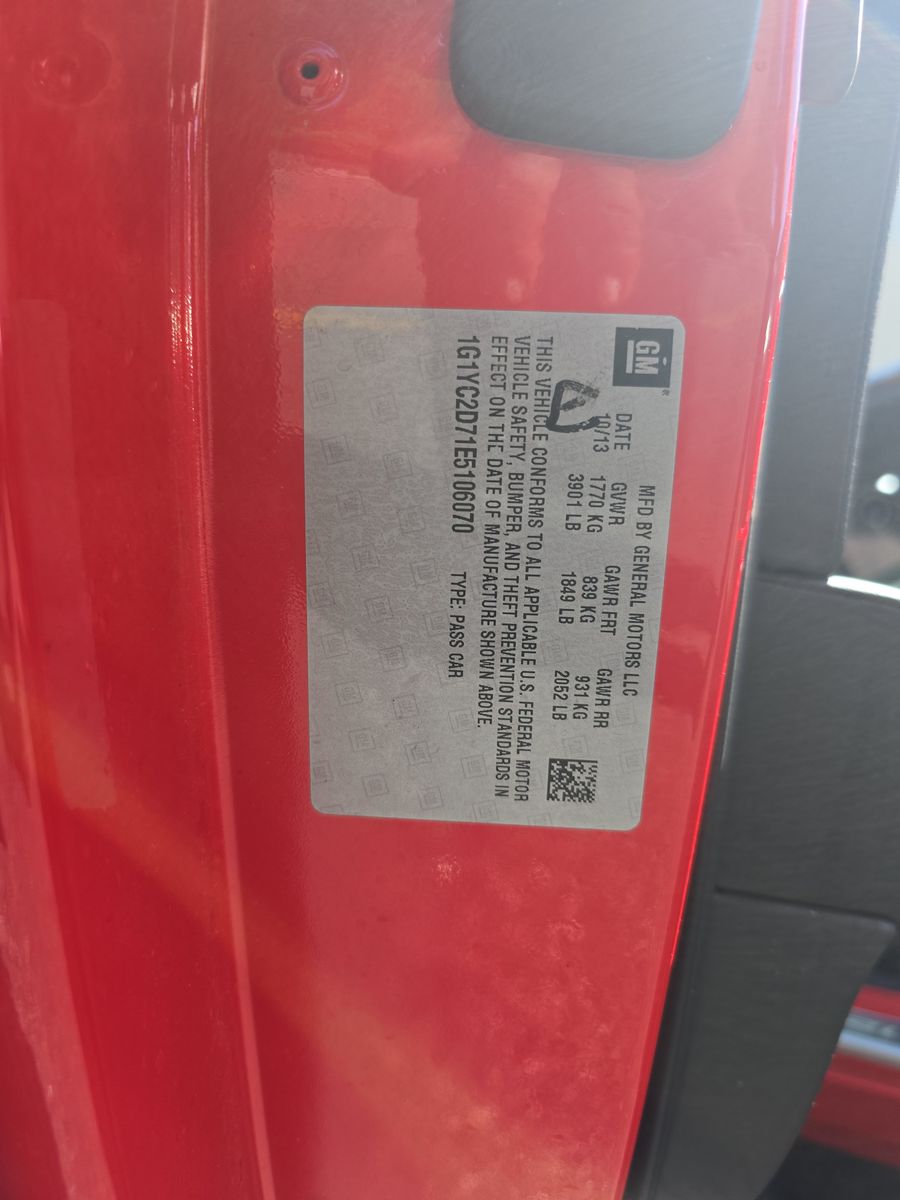 GM
MFD BY GENERAL MOTORS LLC
DATE GVWR GAWR FRT GAWR RR
10/13 1770 KG 839 KG 931 KG
3901 LB 1849 LB 2052 LB
THIS VEHICLE CONFORMS TO ALL APPLICABLE U.S. FEDERAL MOTOR
VEHICLE SAFETY, BUMPER, AND THEFT PREVENTION STANDARDS IN
EFFECT ON THE DATE OF MANUFACTURE SHOWN ABOVE.
1G1YC2D71E5106070 TYPE: PASS CAR